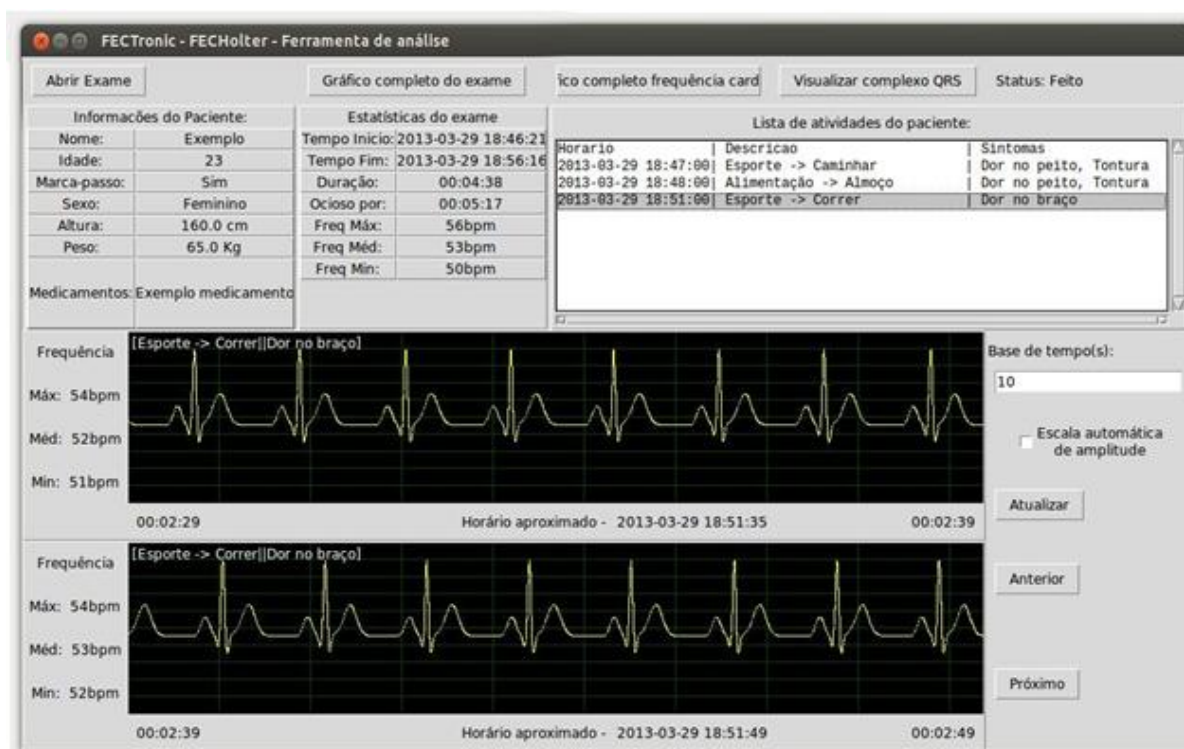 FECTronic - FECHolter - Ferramenta de análise
Abrir Exame
Gráfico completo do exame
ico completo frequência card
Visualizar complexo QRS
Status: Feito
Informacões do Paciente:
Nome: Exemplo
Idade: 23
Marca-passo: Sim
Sexo: Feminino
Altura: 160.0 cm
Peso: 65.0 Kg
Medicamentos: Exemplo medicamento
Estatísticas do exame
Tempo Inicio: 2013-03-29 18:46:21
Tempo Fim: 2013-03-29 18:56:16
Duração: 00:04:38
Ocioso por: 00:05:17
Freq Máx: 56bpm
Freq Méd: 53bpm
Freq Min: 50bpm
Lista de atividades do paciente:
Horario | Descricao | Sintomas
2013-03-29 18:47:00| Esporte -> Caminhar | Dor no peito, Tontura
2013-03-29 18:48:00| Alimentação -> Almoço | Dor no peito, Tontura
2013-03-29 18:51:00| Esporte -> Correr | Dor no braço
Frequência
Máx: 54bpm
Méd: 52bpm
Min: 51bpm
[Esporte -> Correr||Dor no braço]
00:02:29 Horário aproximado - 2013-03-29 18:51:35 00:02:39
Frequência
Máx: 54bpm
Méd: 53bpm
Min: 52bpm
[Esporte -> Correr||Dor no braço]
00:02:39 Horário aproximado - 2013-03-29 18:51:49 00:02:49
Base de tempo(s):
10
Escala automática
de amplitude
Atualizar
Anterior
Próximo